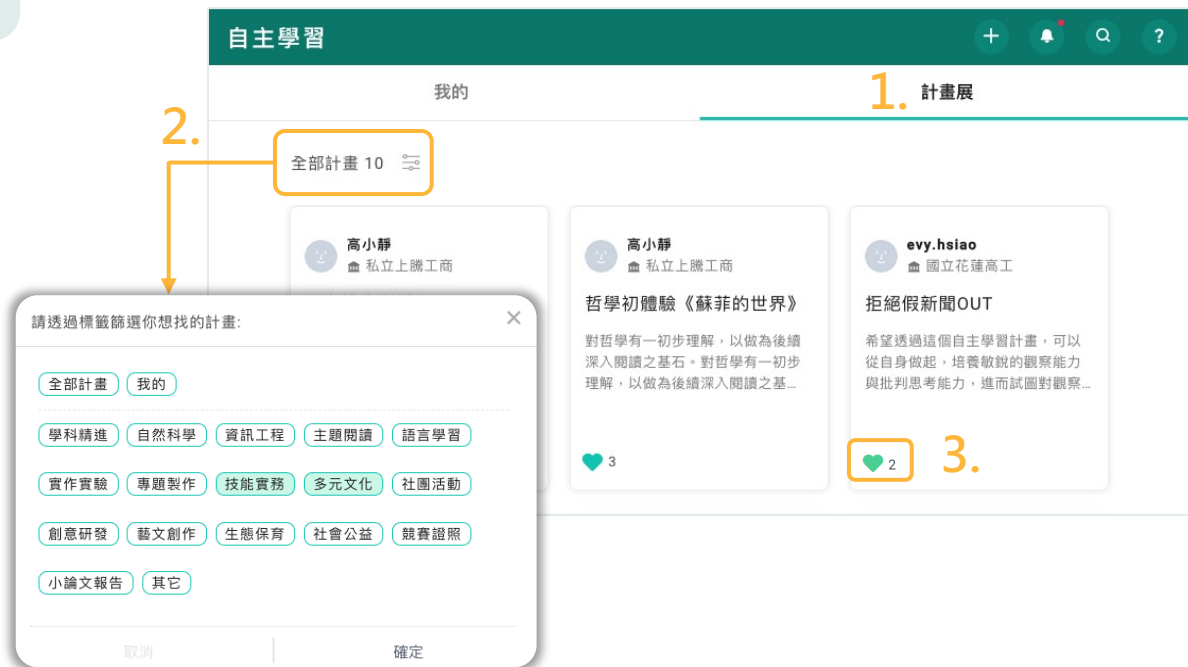 自主學習
?
我的
1. 計畫展
2.
全部計畫 10
高小靜
私立上騰工商
高小靜
私立上騰工商
哲學初體驗《蘇菲的世界》
對哲學有一初步理解，以做為後續
深入閱讀之基石。對哲學有一初步
理解，以做為後續深入閱讀之基…
3
evy.hsiao
國立花蓮高工
拒絕假新聞OUT
希望透過這個自主學習計畫，可以
從自身做起，培養敏銳的觀察能力
與批判思考能力，進而試圖對觀察…
2
3.
請透過標籤篩選你想找的計畫:
全部計畫 我的
學科精進 自然科學 資訊工程 主題閱讀 語言學習
實作實驗 專題製作 技能實務 多元文化 社團活動
創意研發 藝文創作 生態保育 社會公益 競賽證照
小論文報告 其它
取消 確定